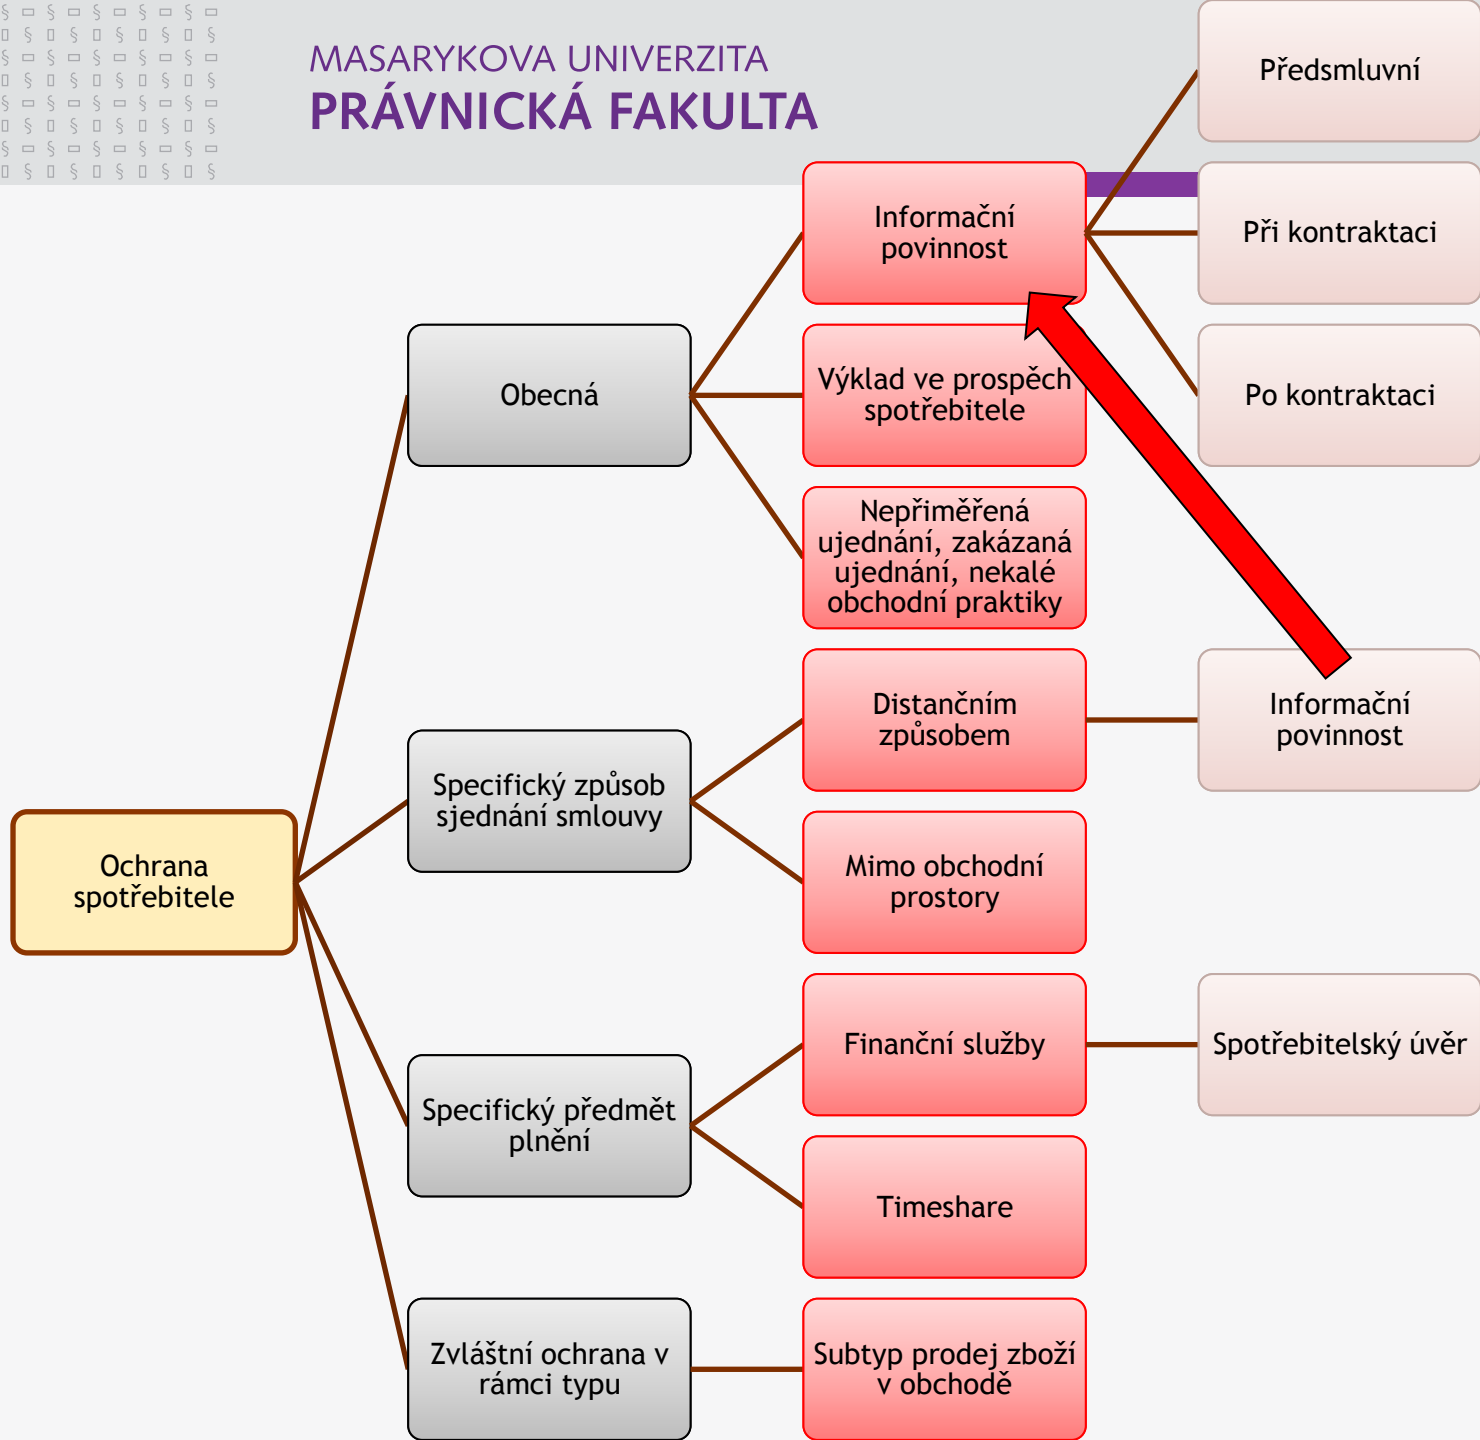 MASARYKOVA UNIVERZITA
PRÁVNICKÁ FAKULTA
Ochrana
spotřebitele
Obecná
Informační
povinnost
Předsmluvní
Při kontraktaci
Po kontraktaci
Výklad ve prospěch
spotřebitele
Nepřiměřená
ujednání, zakázaná
ujednání, nekalé
obchodní praktiky
Specifický způsob
sjednání smlouvy
Distančním
způsobem
Informační
povinnost
Mimo obchodní
prostory
Specifický předmět
plnění
Finanční služby
Spotřebitelský úvěr
Timeshare
Zvláštní ochrana v
rámci typu
Subtyp prodej zboží
v obchodě